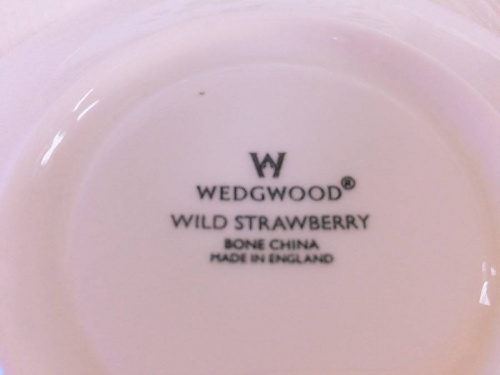 W
WEDGWOOD®
WILD STRAWBERRY
BONE CHINA
MADE IN ENGLAND